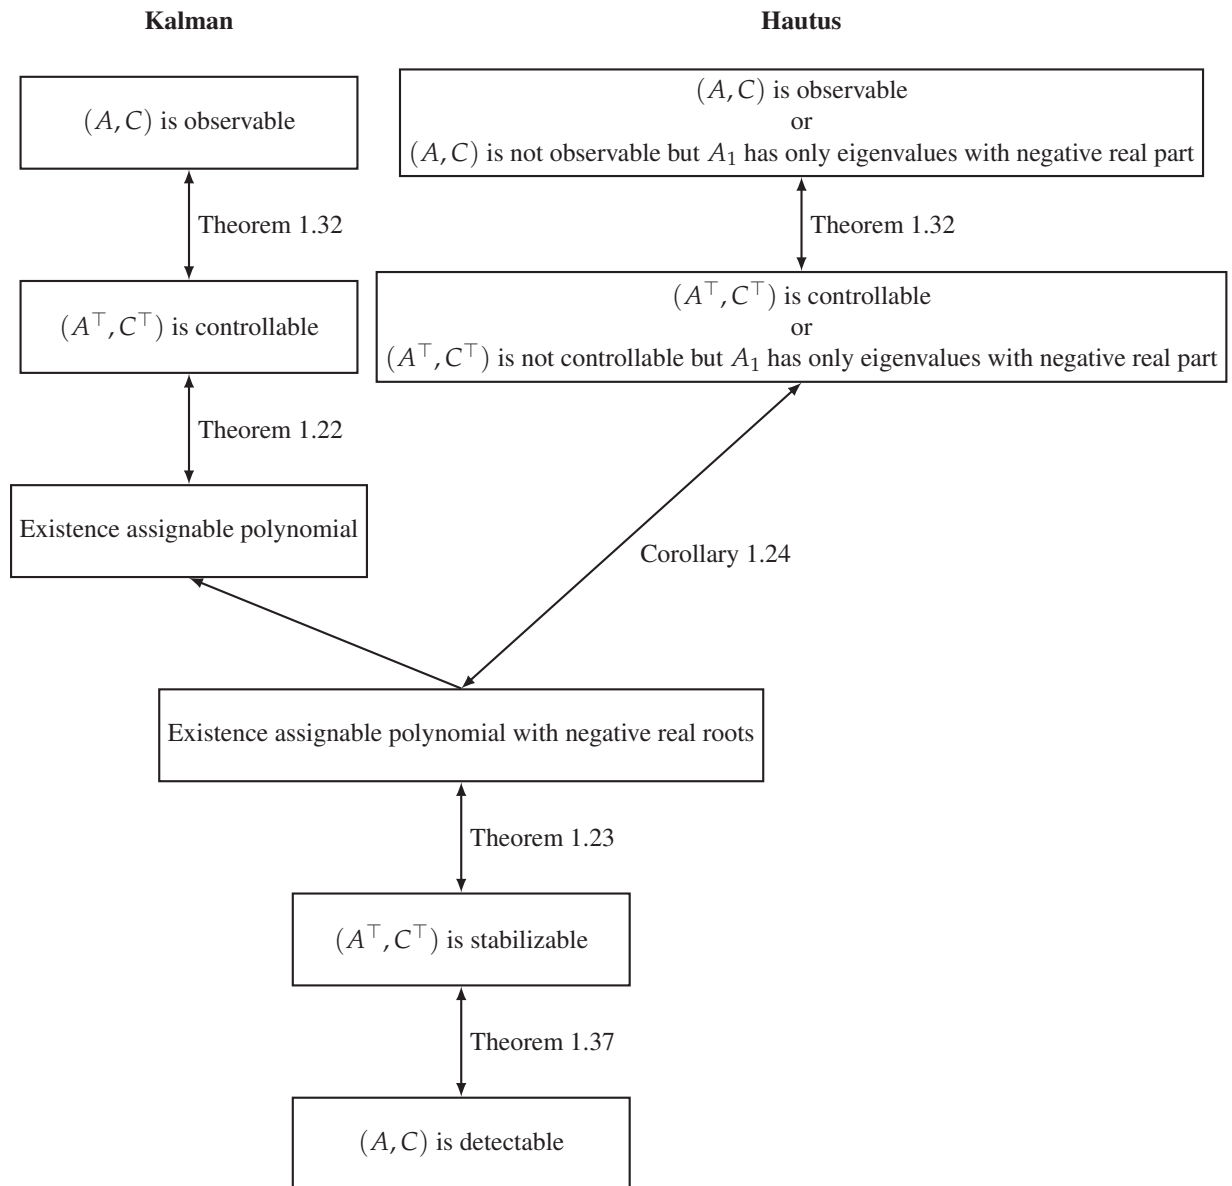 Kalman
Hautus
(A, C) is observable
(A, C) is observable
or
(A, C) is not observable but A₁ has only eigenvalues with negative real part
Theorem 1.32
Theorem 1.32
(A⊤, C⊤) is controllable
(A⊤, C⊤) is controllable
or
(A⊤, C⊤) is not controllable but A₁ has only eigenvalues with negative real part
Theorem 1.22
Existence assignable polynomial
Corollary 1.24
Existence assignable polynomial with negative real roots
Theorem 1.23
(A⊤, C⊤) is stabilizable
Theorem 1.37
(A, C) is detectable